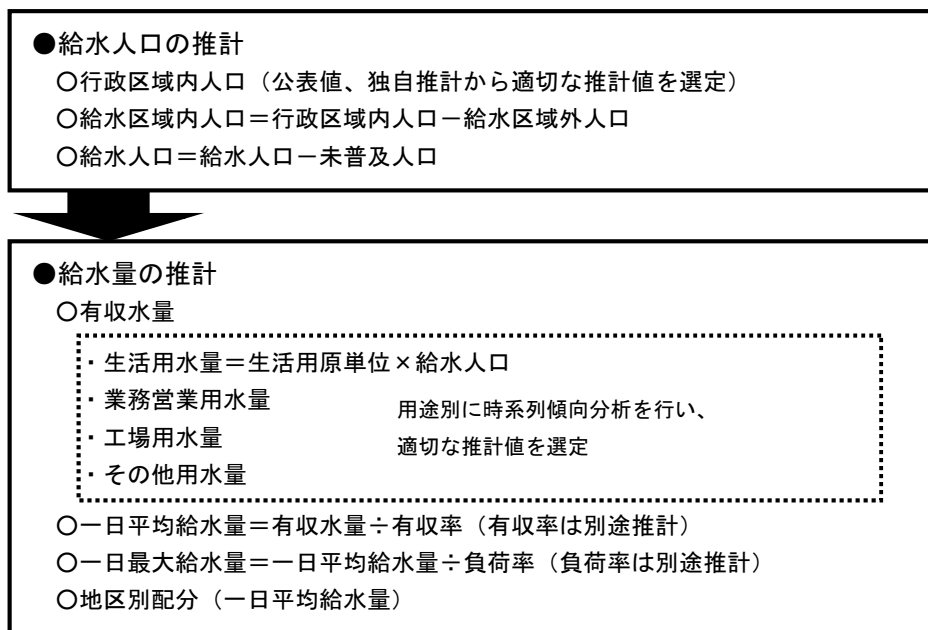 ●給水人口の推計
○行政区域内人口（公表値、独自推計から適切な推計値を選定）
○給水区域内人口＝行政区域内人口－給水区域外人口
○給水人口＝給水人口－未普及人口
●給水量の推計
○有収水量
・生活用水量＝生活用原単位×給水人口
・業務営業用水量
・工場用水量
・その他用水量
用途別に時系列傾向分析を行い、
適切な推計値を選定
○一日平均給水量＝有収水量÷有収率（有収率は別途推計）
○一日最大給水量＝一日平均給水量÷負荷率（負荷率は別途推計）
○地区別配分（一日平均給水量）